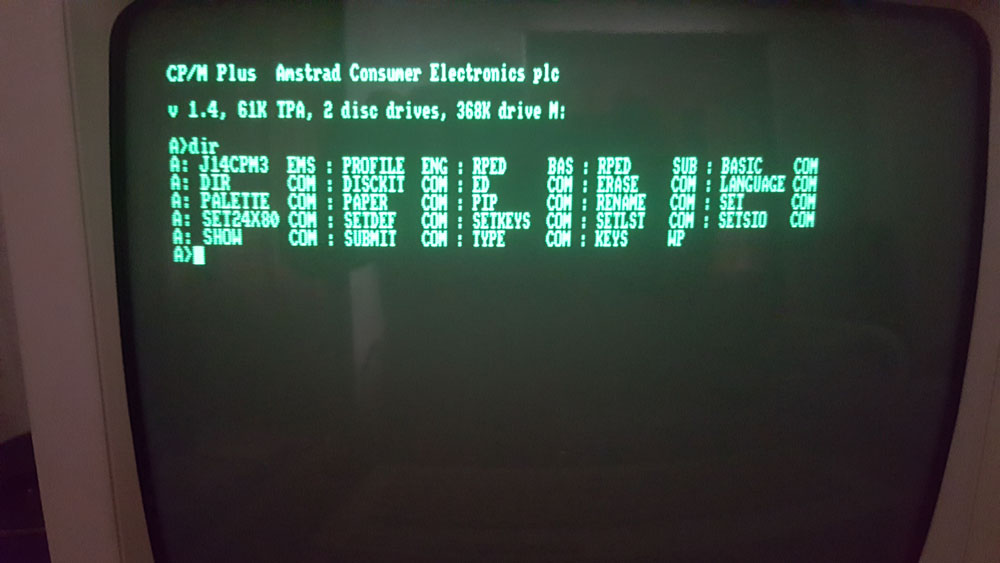 CP/M Plus Amstrad Consumer Electronics plc
v 1.4, 61K TPA, 2 disc drives, 368K drive M:
A>dir
A: J14CPM3 EMS : PROFILE ENG : RPED BAS : RPED SUB : BASIC COM
A: DIR COM : DISCKIT COM : ED COM : ERASE COM : LANGUAGE COM
A: PALETTE COM : PAPER COM : PIP COM : RENAME COM : SET COM
A: SET24X80 COM : SETDEF COM : SETKEYS COM : SETLST COM : SETSIO COM
A: SHOW COM : SUBMIT COM : TYPE COM : KEYS WP
A>